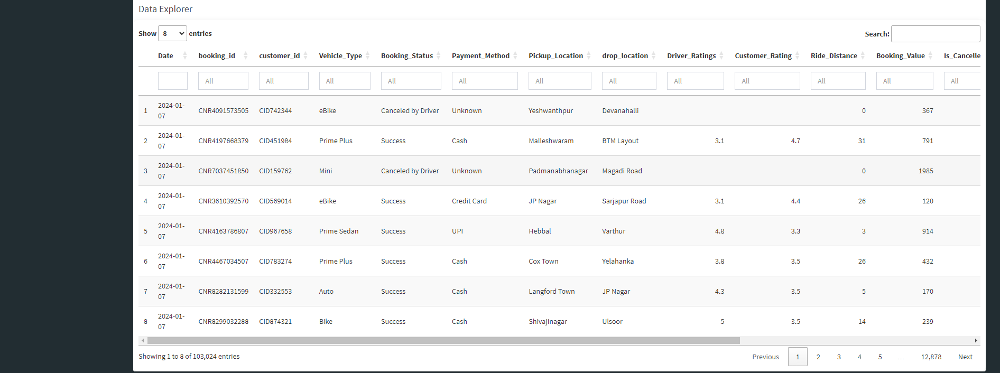 Data Explorer
Show 8 entries Search:
Date booking_id customer_id Vehicle_Type Booking_Status Payment_Method Pickup_Location drop_location Driver_Ratings Customer_Rating Ride_Distance Booking_Value Is_Cancelle
All All All All All All All All All All All All
1 2024-01-07 CNR4091573505 CID742344 eBike Canceled by Driver Unknown Yeshwanthpur Devanahalli 0 367
2 2024-01-07 CNR4197668379 CID451984 Prime Plus Success Cash Malleshwaram BTM Layout 3.1 4.7 31 791
3 2024-01-07 CNR7037451850 CID159762 Mini Canceled by Driver Unknown Padmanabhanagar Magadi Road 0 1985
4 2024-01-07 CNR3610392570 CID569014 eBike Success Credit Card JP Nagar Sarjapur Road 3.1 4.4 26 120
5 2024-01-07 CNR4163786807 CID967658 Prime Sedan Success UPI Hebbal Varthur 4.8 3.3 3 914
6 2024-01-07 CNR4467034507 CID783274 Prime Plus Success Cash Cox Town Yelahanka 3.8 3.5 26 432
7 2024-01-07 CNR8282131599 CID332553 Auto Success Cash Langford Town JP Nagar 4.3 3.5 5 170
8 2024-01-07 CNR8299032288 CID874321 Bike Success Cash Shivajinagar Ulsoor 5 3.5 14 239
Showing 1 to 8 of 103,024 entries Previous 1 2 3 4 5 … 12,878 Next